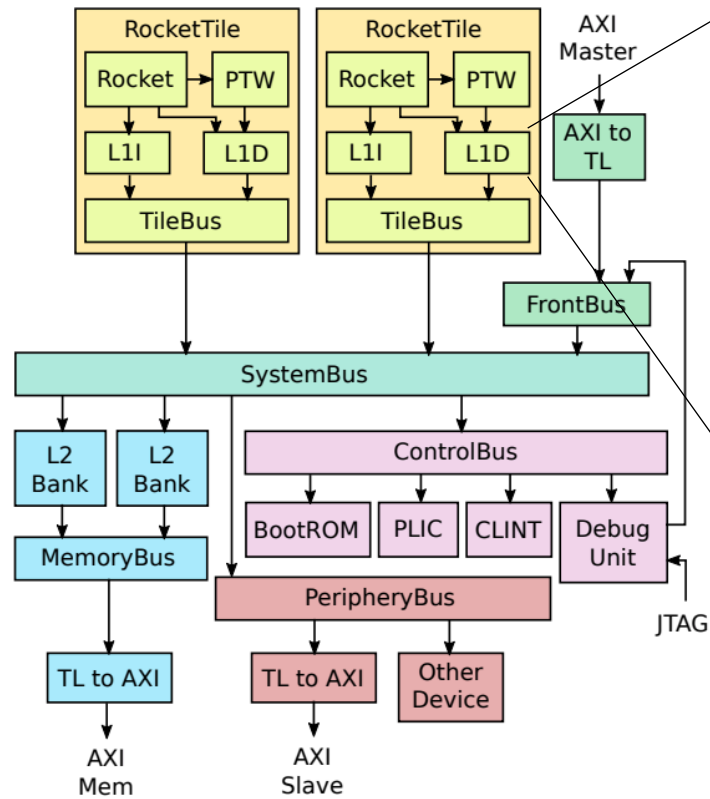 RocketTile
RocketTile
AXI
Master
Rocket
PTW
Rocket
PTW
AXI to
TL
L1I
L1D
L1I
L1D
TileBus
TileBus
FrontBus
SystemBus
L2
Bank
L2
Bank
ControlBus
BootROM
PLIC
CLINT
Debug
Unit
MemoryBus
PeripheryBus
JTAG
TL to AXI
TL to AXI
Other
Device
AXI
Mem
AXI
Slave